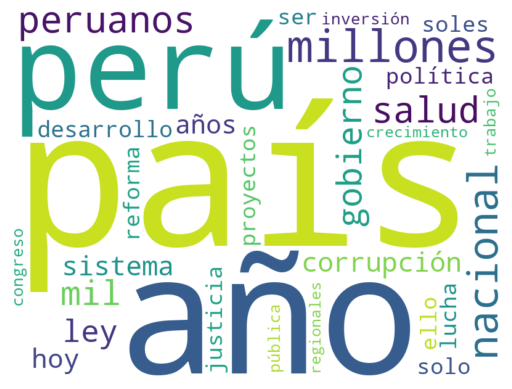 peruanos
ser
inversión
soles
perú
millones
política
salud
desarrollo
años
crecimiento
trabajo
gobierno
país
reforma
proyectos
nacional
sistema
corrupción
congreso
mil
año
justicia
pública
regionales
ello
lucha
ley
hoy
solo